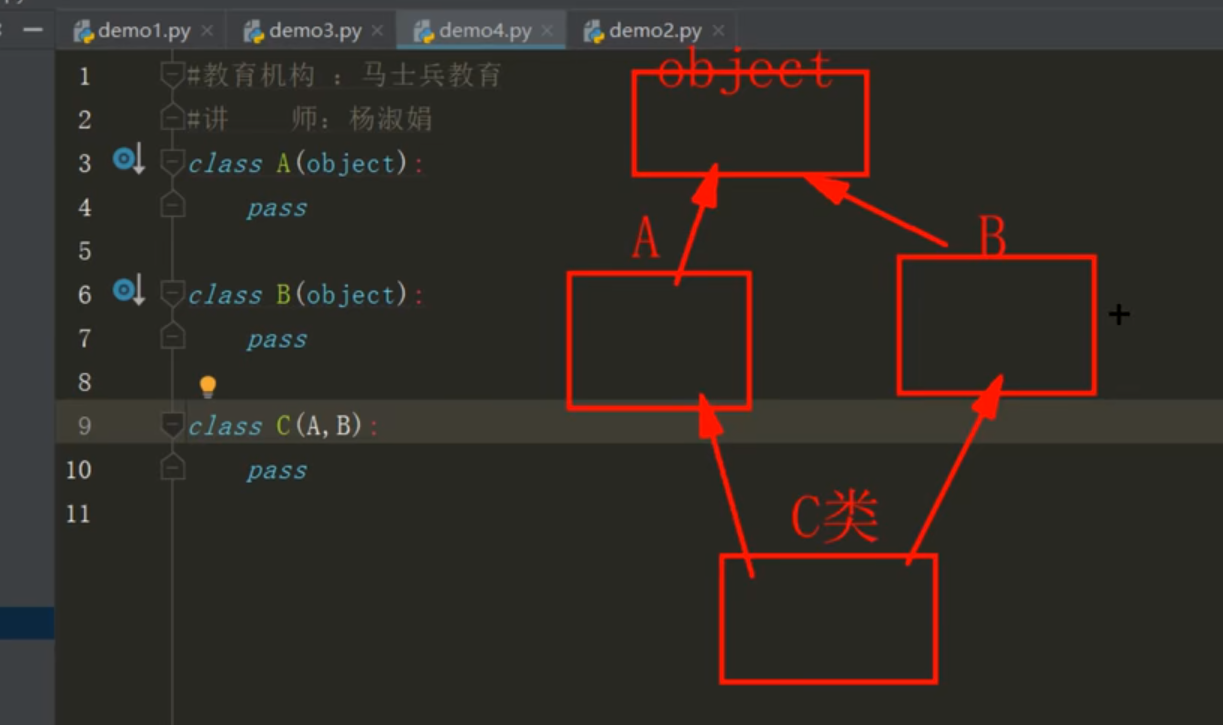 py
demo1.py × demo3.py × demo4.py × demo2.py ×
1 #教育机构 ：马士兵教育
2 #讲    师：杨淑娟
3 class A(object):
4     pass
5
6 class B(object):
7     pass
8
9 class C(A,B):
10     pass
11
object
A
B
C类